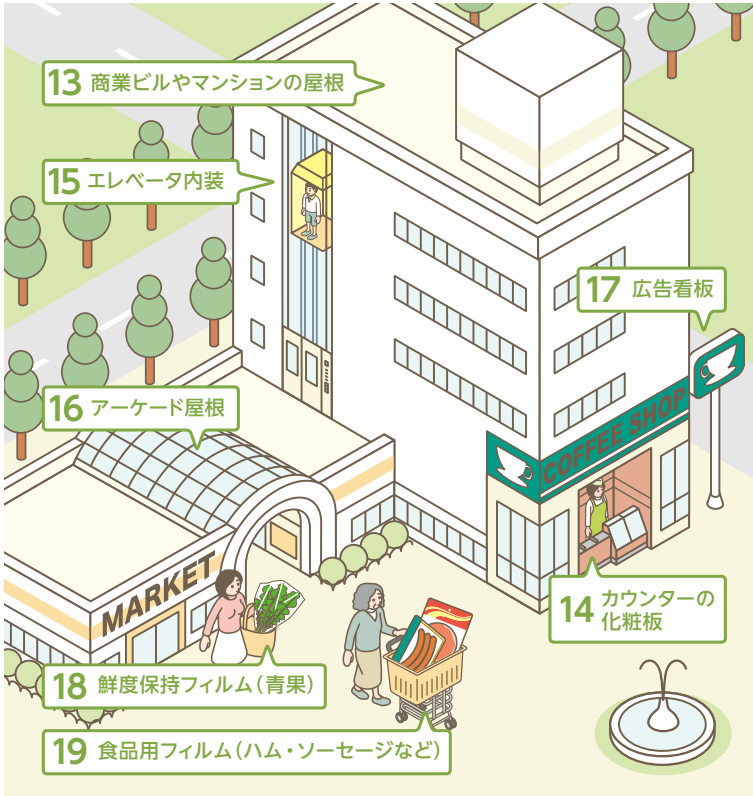 13 商業ビルやマンションの屋根
15 エレベータ内装
17 広告看板
16 アーケード屋根
COFFEE SHOP
MARKET
14 カウンターの
化粧板
18 鮮度保持フィルム(青果)
19 食品用フィルム(ハム・ソーセージなど)